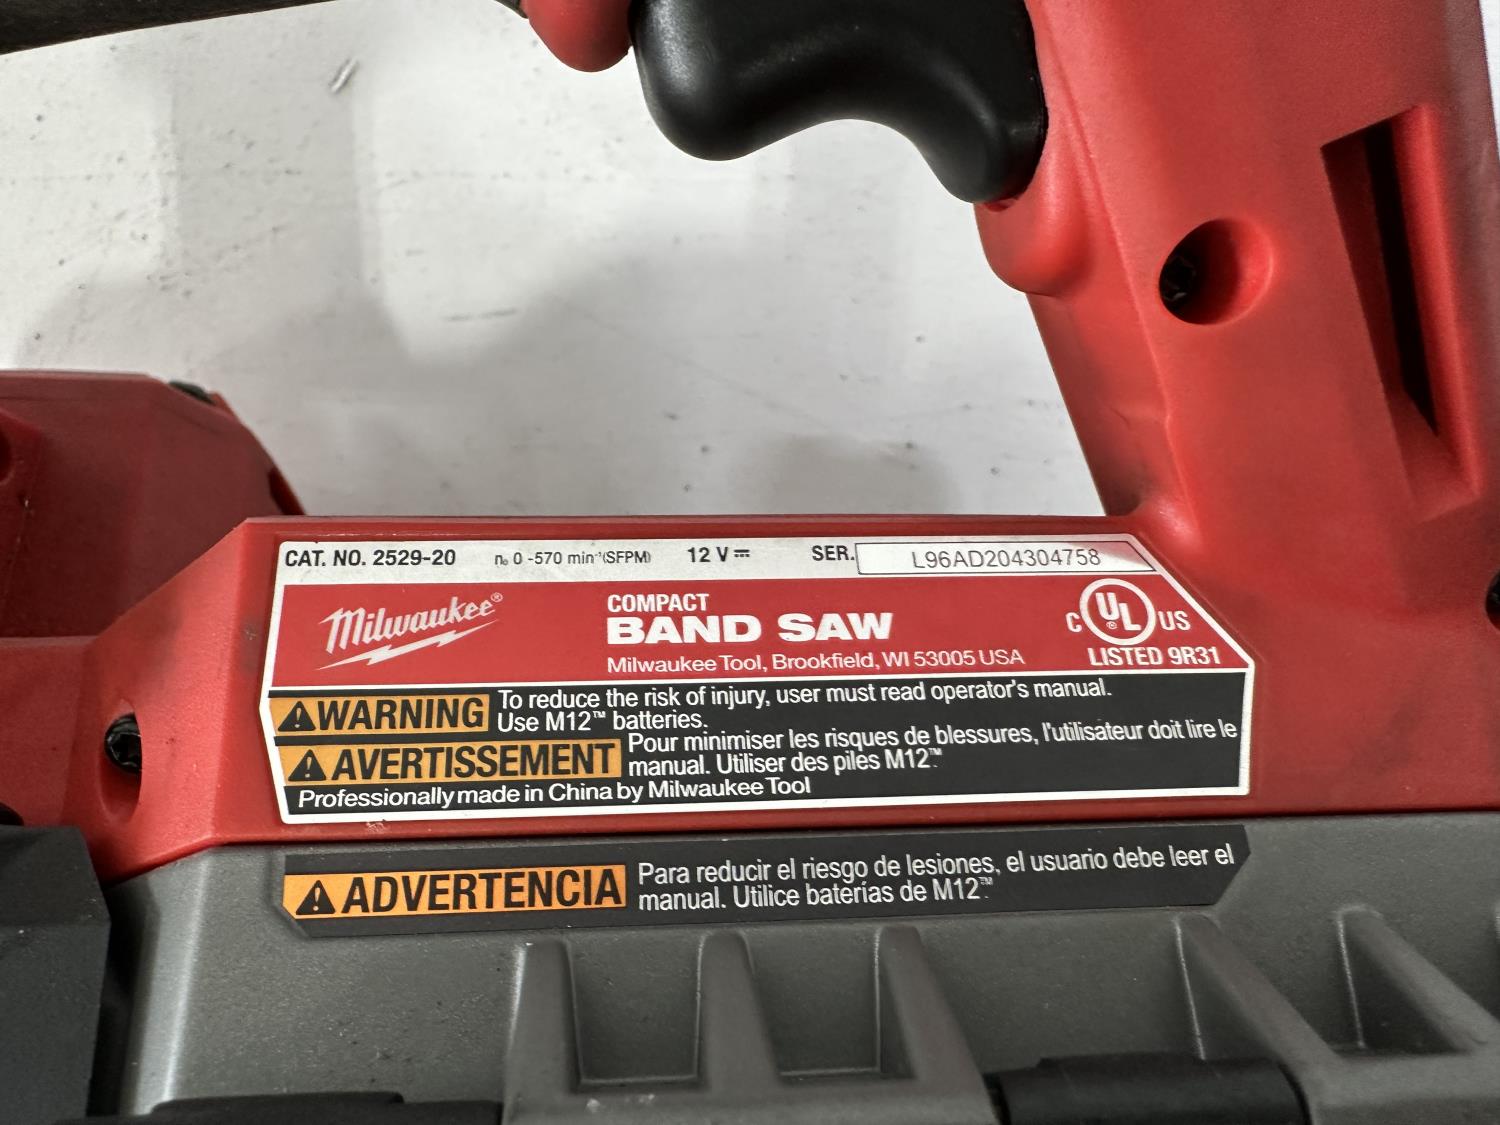 CAT. NO. 2529-20 n₀ 0 -570 min⁻¹(SFPM) 12 V⎓ SER. L96AD204304758
Milwaukee®
COMPACT
BAND SAW
Milwaukee Tool, Brookfield, WI 53005 USA
C UL® US
LISTED 9R31
WARNING To reduce the risk of injury, user must read operator's manual.
Use M12™ batteries.
AVERTISSEMENT Pour minimiser les risques de blessures, l'utilisateur doit lire le
manual. Utiliser des piles M12™.
Professionally made in China by Milwaukee Tool
ADVERTENCIA Para reducir el riesgo de lesiones, el usuario debe leer el
manual. Utilice baterías de M12™.